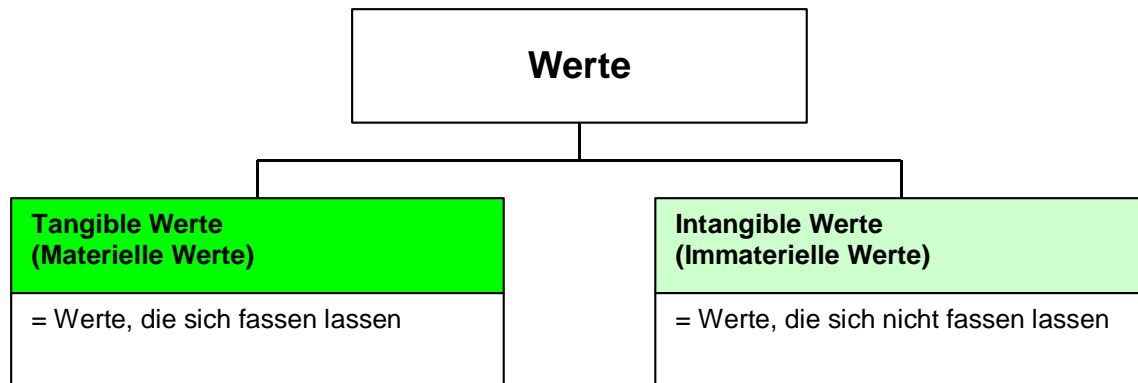 Werte
Tangible Werte
(Materielle Werte)
= Werte, die sich fassen lassen
Intangible Werte
(Immaterielle Werte)
= Werte, die sich nicht fassen lassen